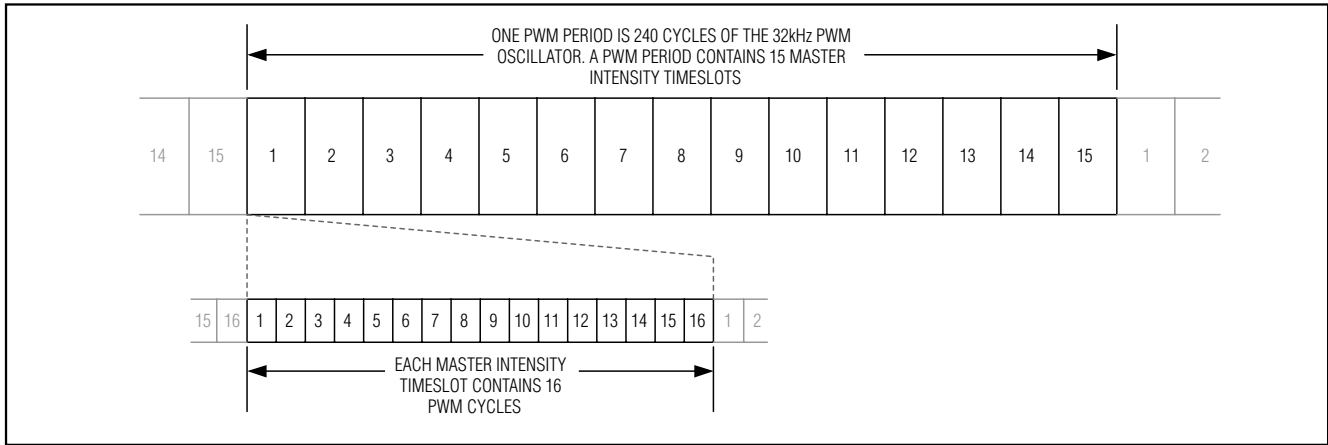 ONE PWM PERIOD IS 240 CYCLES OF THE 32kHz PWM
OSCILLATOR. A PWM PERIOD CONTAINS 15 MASTER
INTENSITY TIMESLOTS
14 15 1 2 3 4 5 6 7 8 9 10 11 12 13 14 15 1 2
15 16 1 2 3 4 5 6 7 8 9 10 11 12 13 14 15 16 1 2
EACH MASTER INTENSITY
TIMESLOT CONTAINS 16
PWM CYCLES